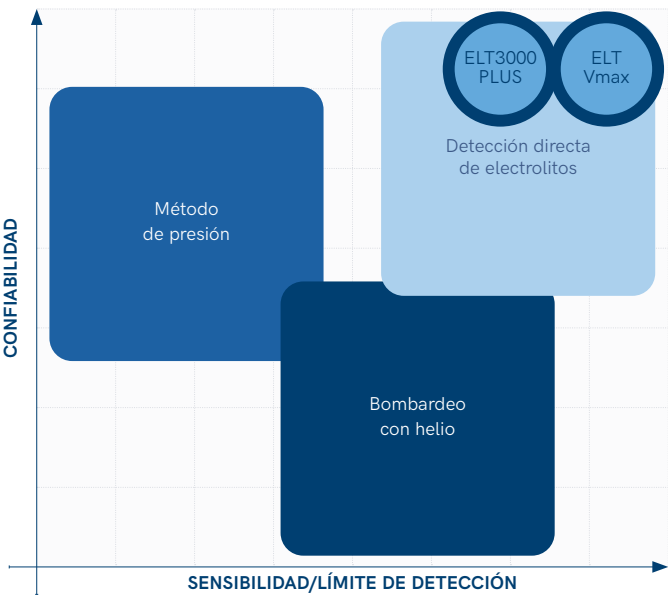 ELT3000
PLUS
ELT
Vmax
Detección directa
de electrolitos
Método
de presión
Bombardeo
con helio
CONFIABILIDAD
SENSIBILIDAD/LÍMITE DE DETECCIÓN